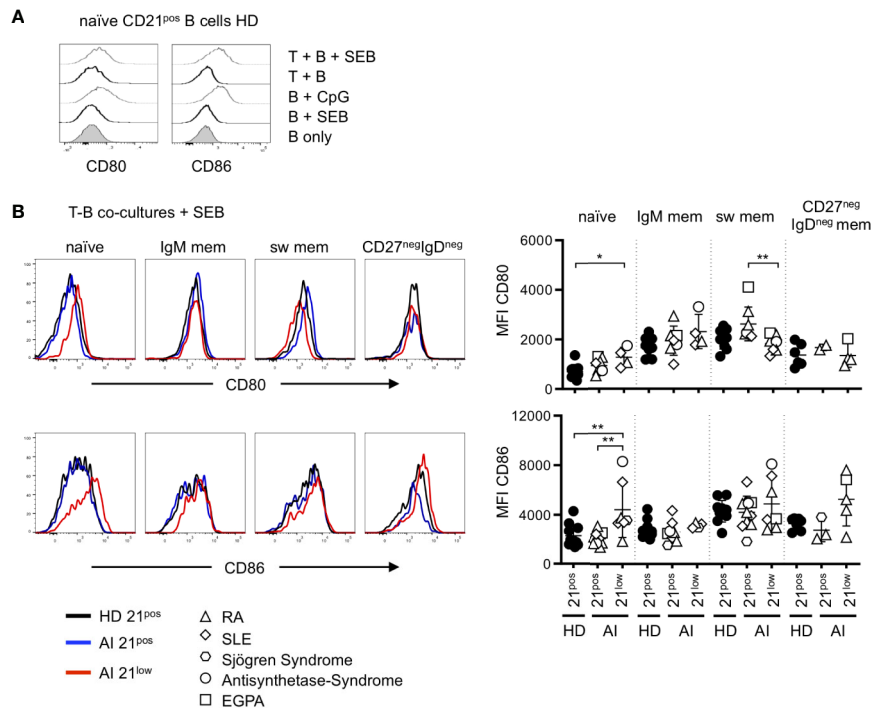 A
naïve CD21pos B cells HD
T + B + SEB
T + B
B + CpG
B + SEB
B only
CD80
CD86
B
T-B co-cultures + SEB
naïve
IgM mem
sw mem
CD27negIgDneg
CD80
CD86
HD 21pos
AI 21pos
AI 21low
RA
SLE
Sjögren Syndrome
Antisynthetase-Syndrome
EGPA
naïve
IgM mem
sw mem
CD27neg
IgDneg mem
MFI CD80
6000
4000
2000
0
*
**
MFI CD86
12000
8000
4000
0
**
**
21pos 21pos 21low 21pos 21pos 21low 21pos 21pos 21low 21pos 21pos 21low
HD AI HD AI HD AI HD AI